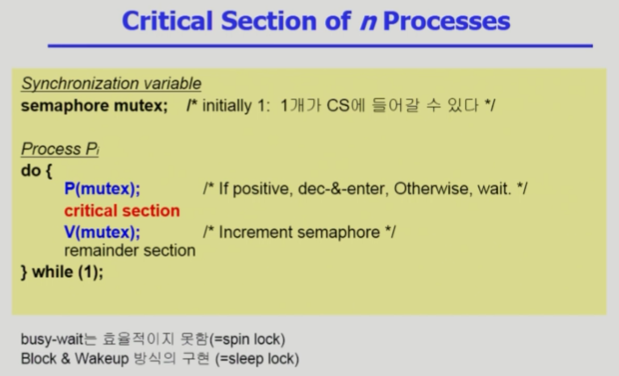 Critical Section of n Processes
Synchronization variable
semaphore mutex; /* initially 1: 1개가 CS에 들어갈 수 있다 */
Process Pi
do {
P(mutex); /* If positive, dec-&-enter, Otherwise, wait. */
critical section
V(mutex); /* Increment semaphore */
remainder section
} while (1);
busy-wait는 효율적이지 못함(=spin lock)
Block & Wakeup 방식의 구현 (=sleep lock)